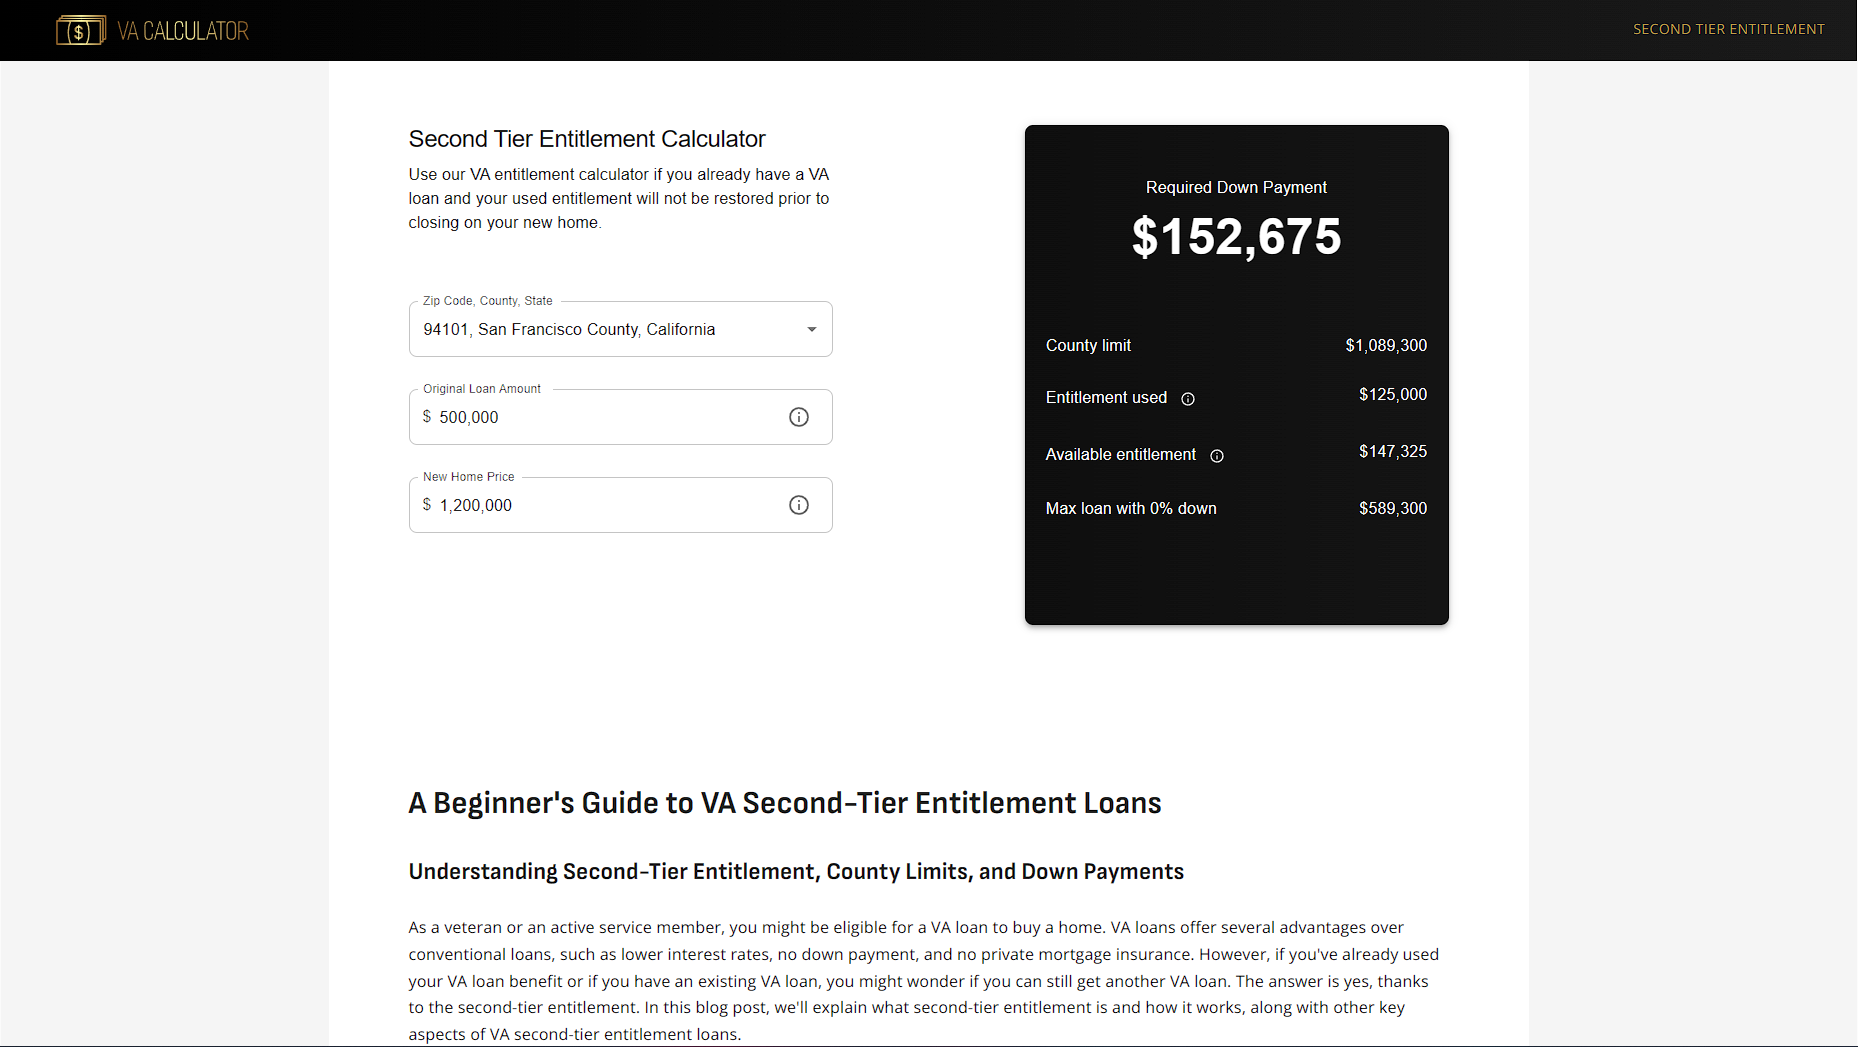 VA CALCULATOR
SECOND TIER ENTITLEMENT
Second Tier Entitlement Calculator
Use our VA entitlement calculator if you already have a VA
loan and your used entitlement will not be restored prior to
closing on your new home.
Zip Code, County, State
94101, San Francisco County, California
Original Loan Amount
$ 500,000
New Home Price
$ 1,200,000
Required Down Payment
$152,675
County limit $1,089,300
Entitlement used $125,000
Available entitlement $147,325
Max loan with 0% down $589,300
A Beginner's Guide to VA Second-Tier Entitlement Loans
Understanding Second-Tier Entitlement, County Limits, and Down Payments
As a veteran or an active service member, you might be eligible for a VA loan to buy a home. VA loans offer several advantages over
conventional loans, such as lower interest rates, no down payment, and no private mortgage insurance. However, if you've already used
your VA loan benefit or if you have an existing VA loan, you might wonder if you can still get another VA loan. The answer is yes, thanks
to the second-tier entitlement. In this blog post, we'll explain what second-tier entitlement is and how it works, along with other key
aspects of VA second-tier entitlement loans.